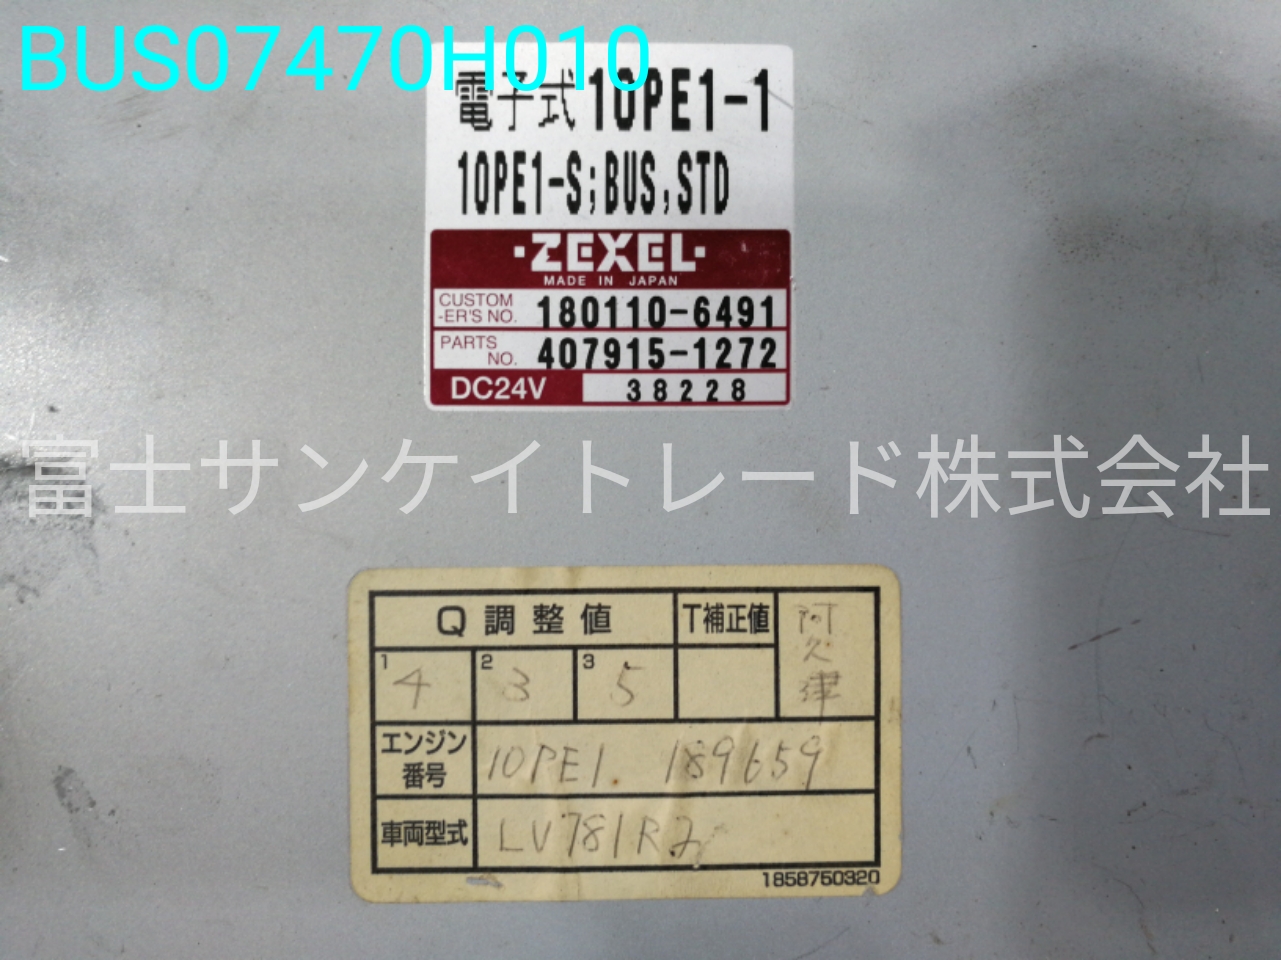 BUS07470H010
電子式10PE1-1
10PE1-S;BUS,STD
・ZEXEL・
MADE IN JAPAN
CUSTOM
-ER'S NO. 180110-6491
PARTS
NO. 407915-1272
DC24V 38228
富士サンケイトレード株式会社
Q 調整値 T補正値 阿久津
1 4 2 3 3 5
エンジン
番号 10PE1. 189659
車両型式 LV781R2
1858750320